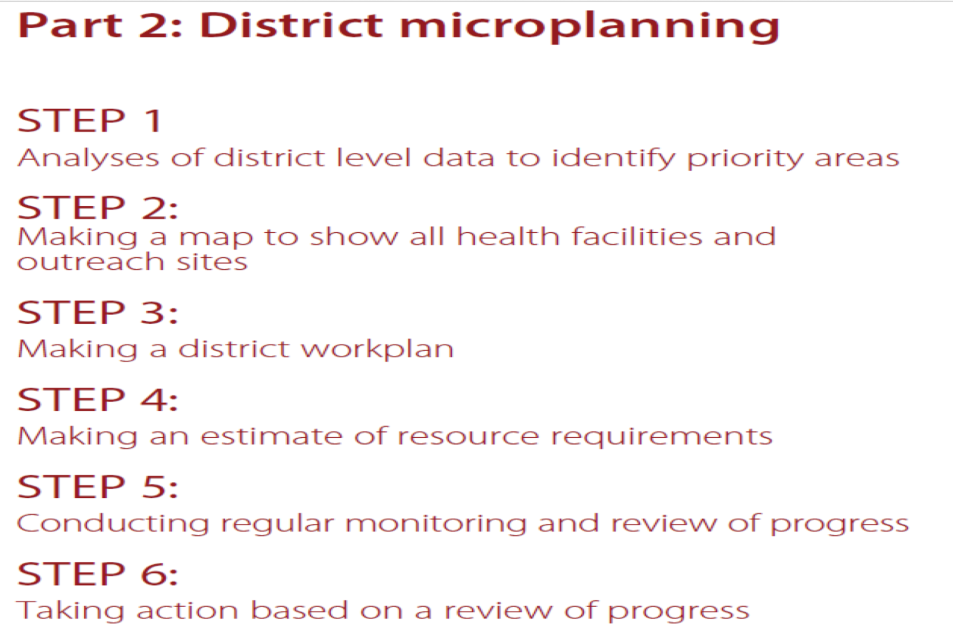 Part 2: District microplanning
STEP 1
Analyses of district level data to identify priority areas
STEP 2:
Making a map to show all health facilities and
outreach sites
STEP 3:
Making a district workplan
STEP 4:
Making an estimate of resource requirements
STEP 5:
Conducting regular monitoring and review of progress
STEP 6:
Taking action based on a review of progress